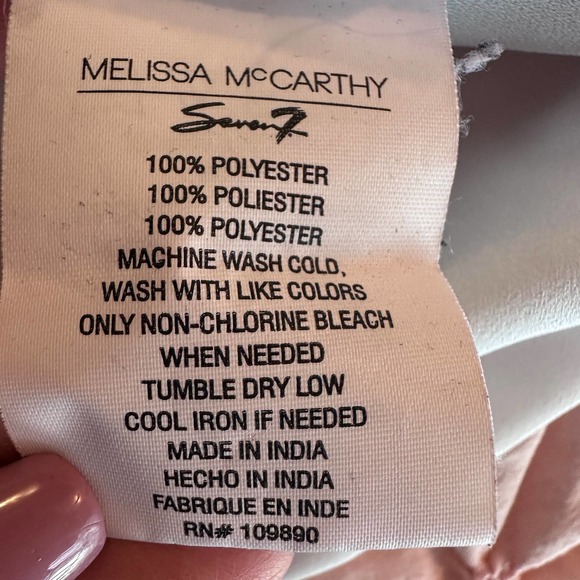 MELISSA McCARTHY
Seven7
100% POLYESTER
100% POLIESTER
100% POLYESTER
MACHINE WASH COLD,
WASH WITH LIKE COLORS
ONLY NON-CHLORINE BLEACH
WHEN NEEDED
TUMBLE DRY LOW
COOL IRON IF NEEDED
MADE IN INDIA
HECHO EN INDIA
FABRIQUE EN INDE
RN# 109890